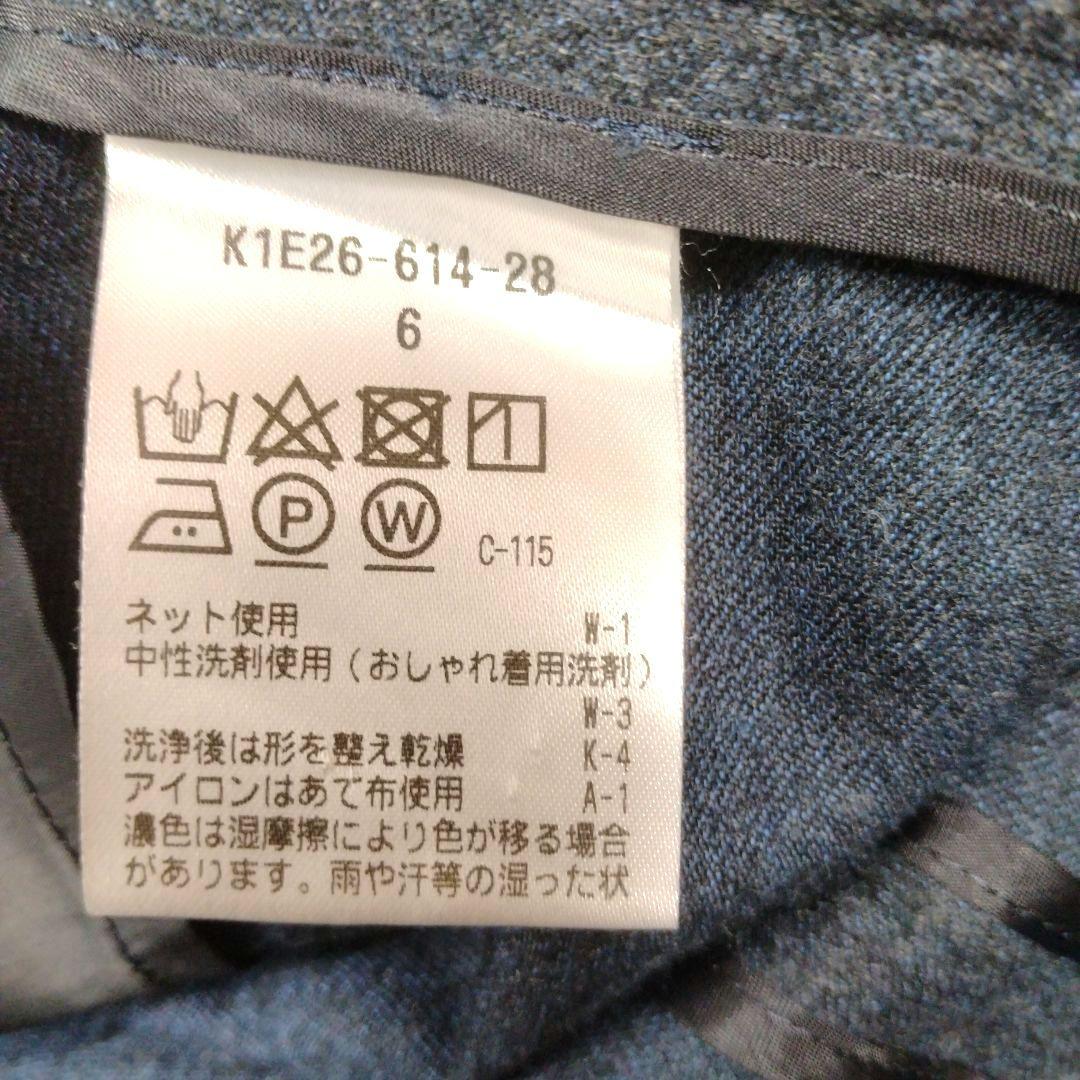 K1E26-614-28
6
P W C-115
ネット使用 W-1
中性洗剤使用(おしゃれ着用洗剤)
W-3
洗浄後は形を整え乾燥 K-4
アイロンはあて布使用 A-1
濃色は湿摩擦により色が移る場合
があります。雨や汗等の湿った状